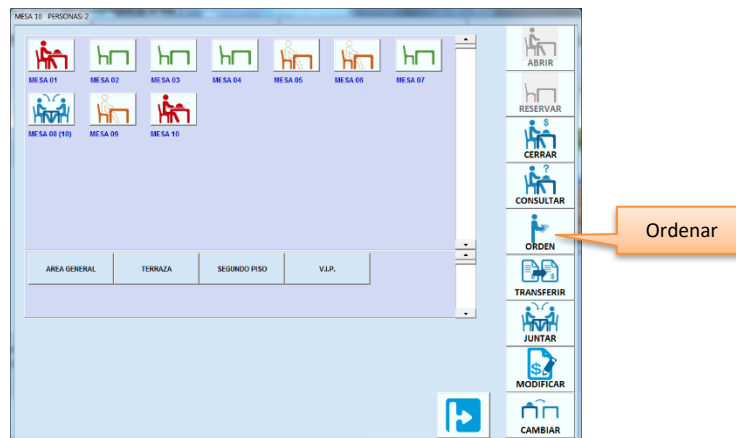 MESA 10 PERSONAS: 2
MESA 01 MESA 02 MESA 03 MESA 04 MESA 05 MESA 06 MESA 07
MESA 08 (10) MESA 09 MESA 10
AREA GENERAL TERRAZA SEGUNDO PISO V.I.P.
ABRIR
RESERVAR
CERRAR
CONSULTAR
ORDEN
TRANSFERIR
JUNTAR
MODIFICAR
CAMBIAR
Ordenar